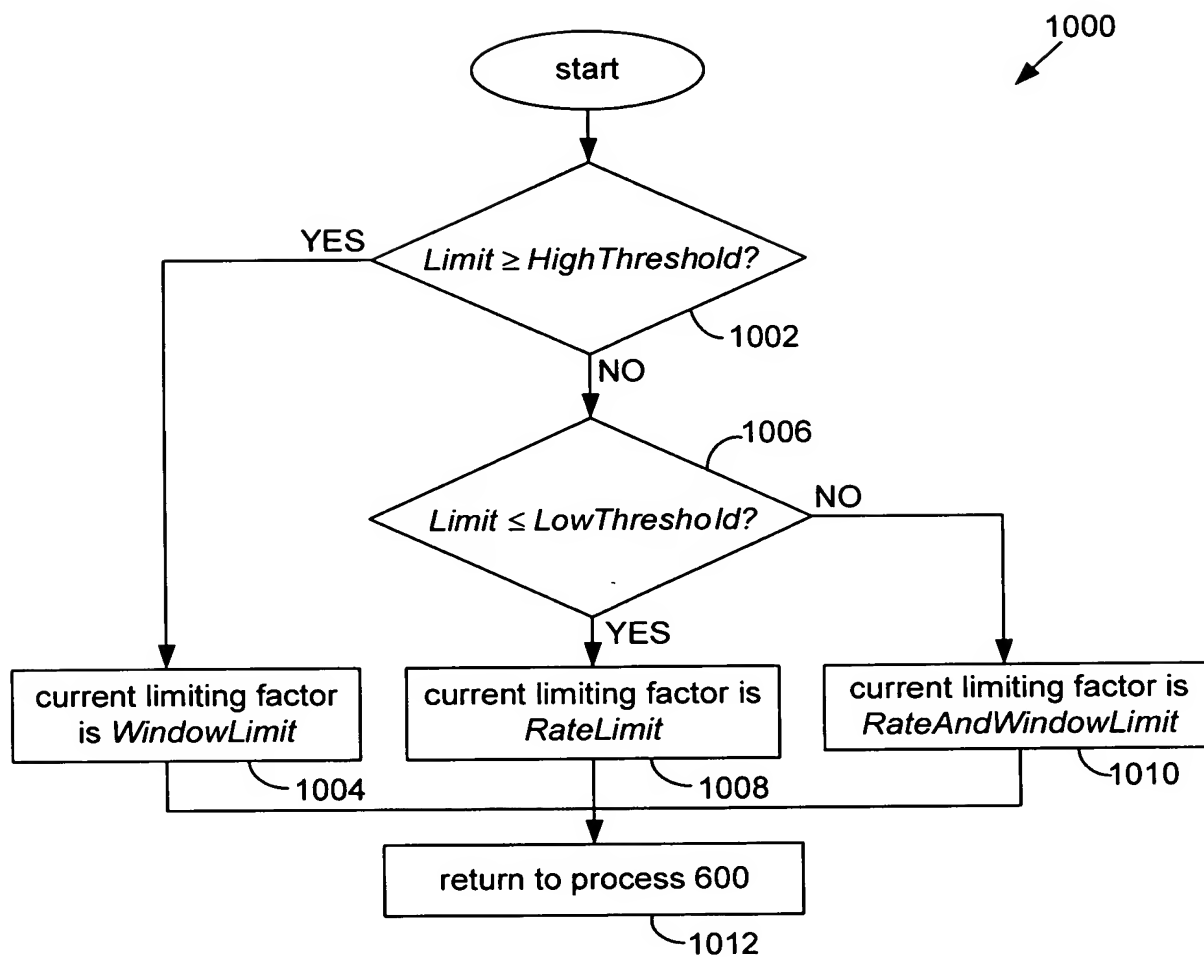 1000
start
YES
Limit ≥ HighThreshold?
1002
NO
1006
NO
Limit ≤ LowThreshold?
YES
current limiting factor
is WindowLimit
1004
current limiting factor is
RateLimit
1008
current limiting factor is
RateAndWindowLimit
1010
return to process 600
1012